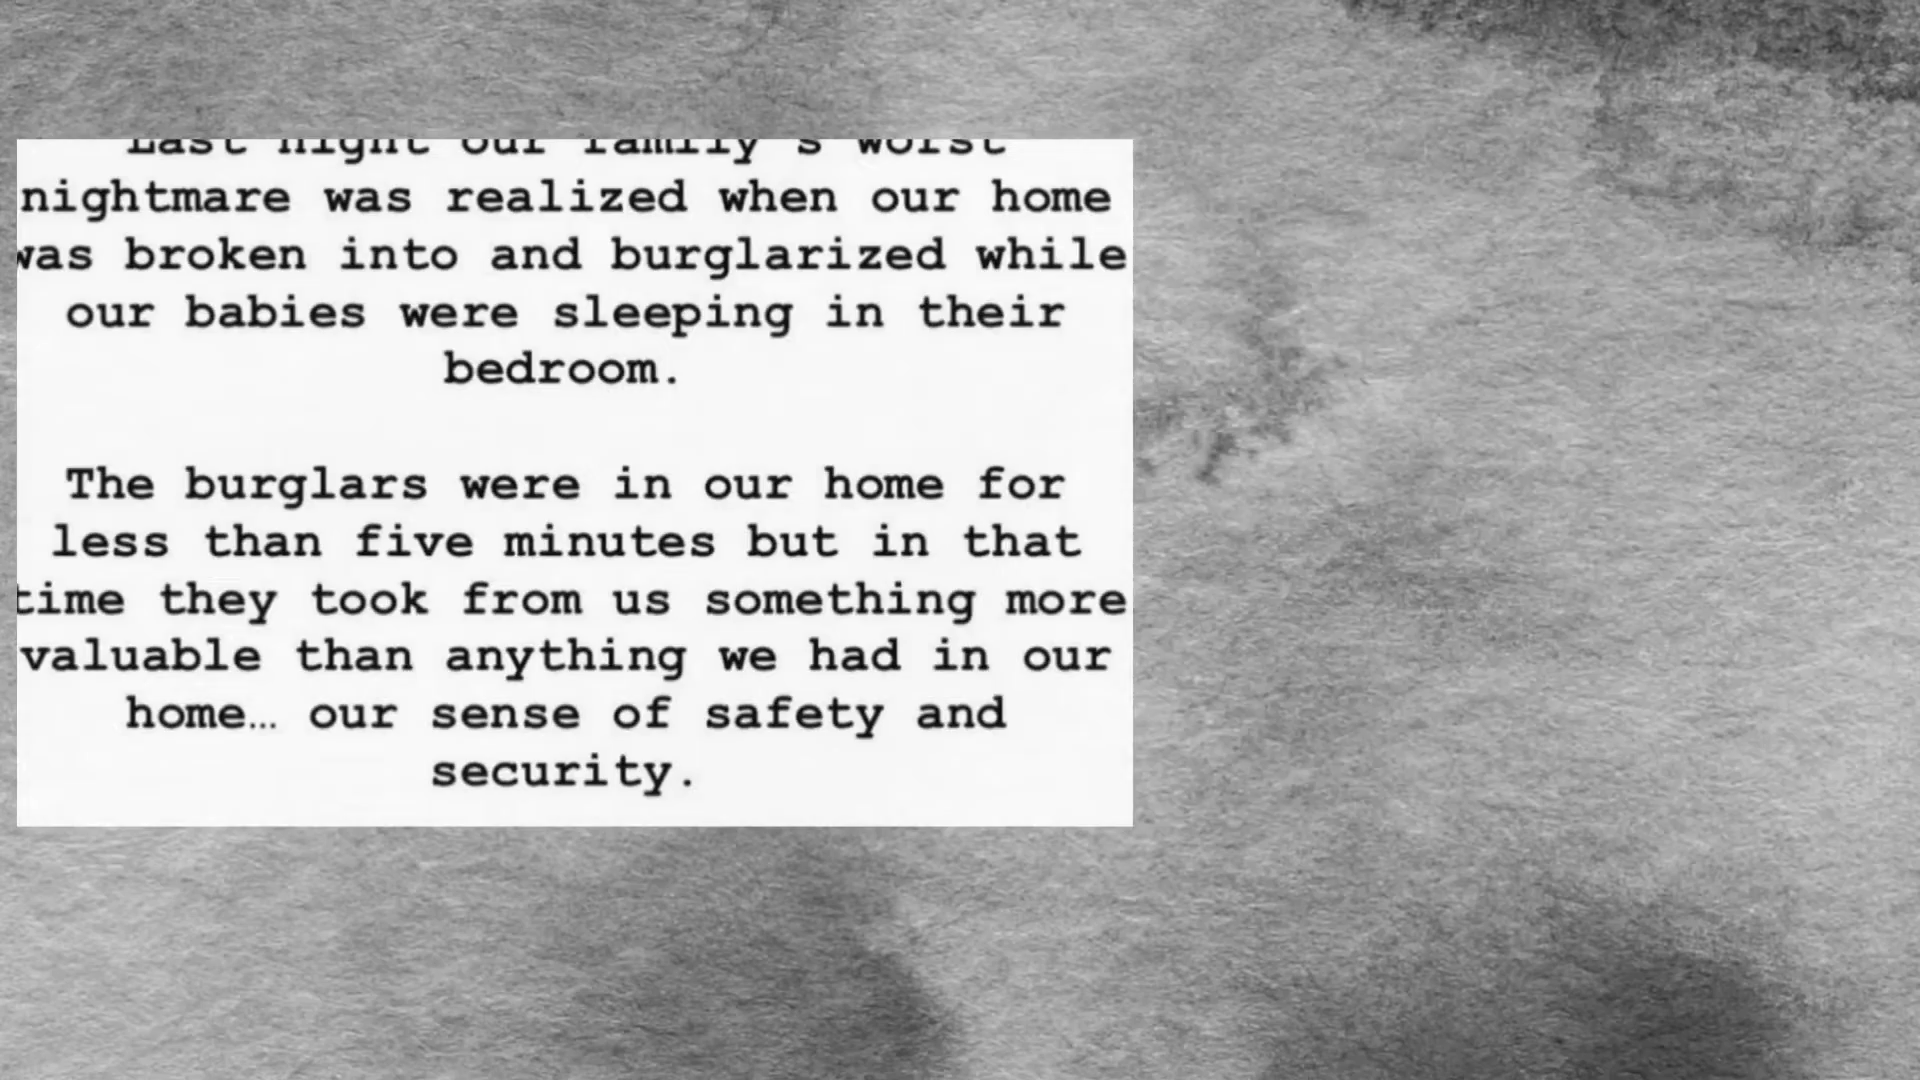 Last night our family's worst
nightmare was realized when our home
was broken into and burglarized while
our babies were sleeping in their
bedroom.
The burglars were in our home for
less than five minutes but in that
time they took from us something more
valuable than anything we had in our
home… our sense of safety and
security.